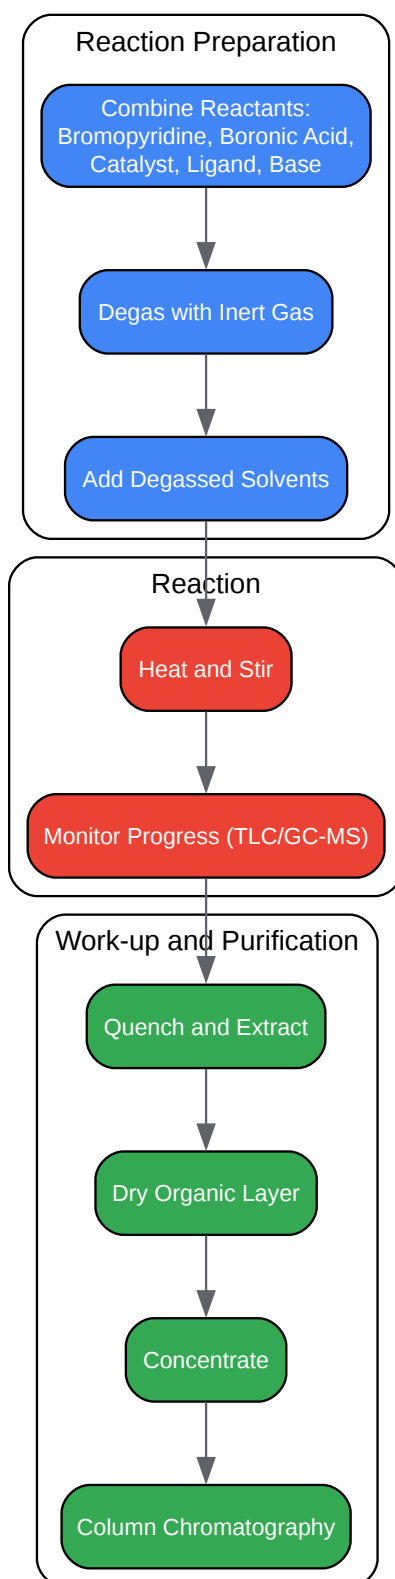 Reaction Preparation
Combine Reactants:
Bromopyridine, Boronic Acid,
Catalyst, Ligand, Base
Degas with Inert Gas
Add Degassed Solvents
Reaction
Heat and Stir
Monitor Progress (TLC/GC-MS)
Work-up and Purification
Quench and Extract
Dry Organic Layer
Concentrate
Column Chromatography